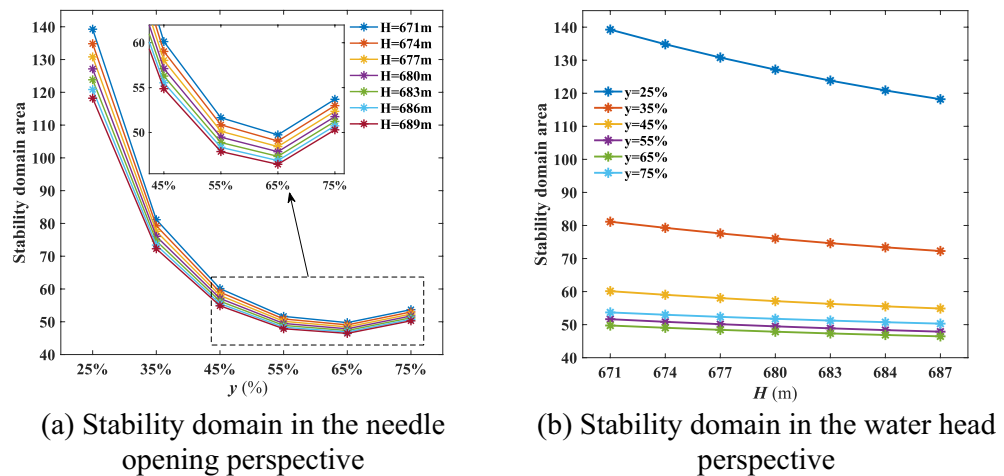 140
130
120
110
100
90
80
70
60
50
40
Stability domain area
25% 35% 45% 55% 65% 75%
y (%)
60
55
50
45% 55% 65% 75%
H=671m
H=674m
H=677m
H=680m
H=683m
H=686m
H=689m
(a) Stability domain in the needle
opening perspective
140
130
120
110
100
90
80
70
60
50
40
Stability domain area
y=25%
y=35%
y=45%
y=55%
y=65%
y=75%
671 674 677 680 683 684 687
H (m)
(b) Stability domain in the water head
perspective